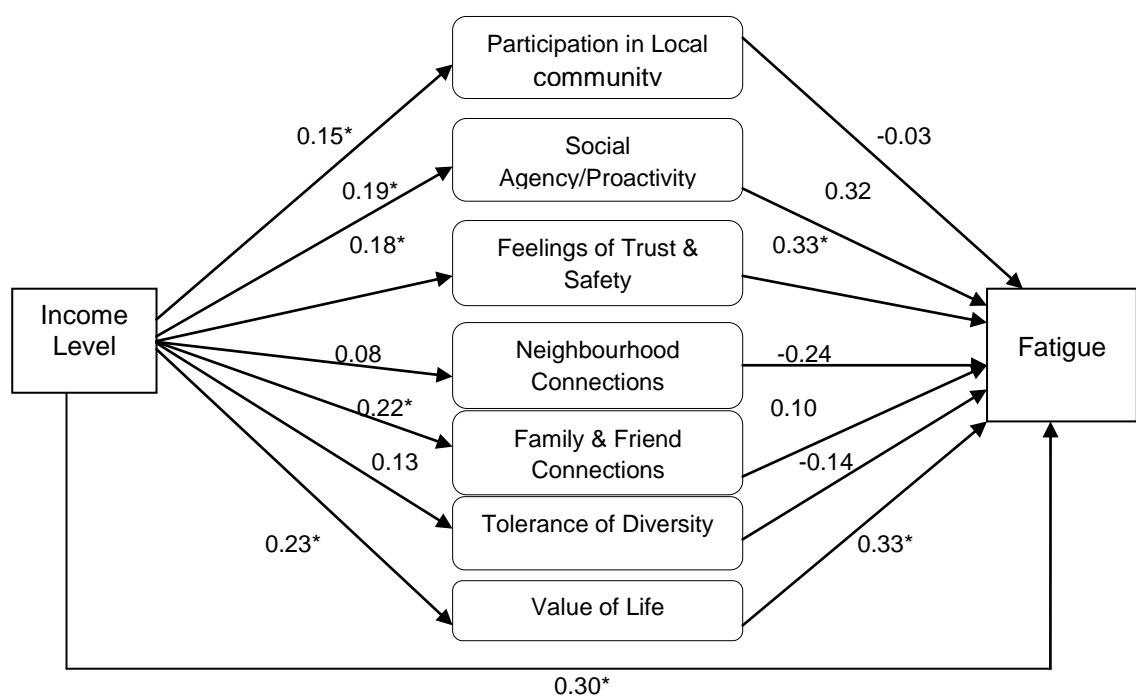 Participation in Local
community
0.15*
-0.03
Social
Agency/Proactivity
0.19*
0.32
0.18*
Feelings of Trust &
Safety
0.33*
Income
Level
Neighbourhood
Connections
0.08
-0.24
Fatigue
0.22*
0.10
Family & Friend
Connections
0.13
-0.14
Tolerance of Diversity
0.23*
0.33*
Value of Life
0.30*